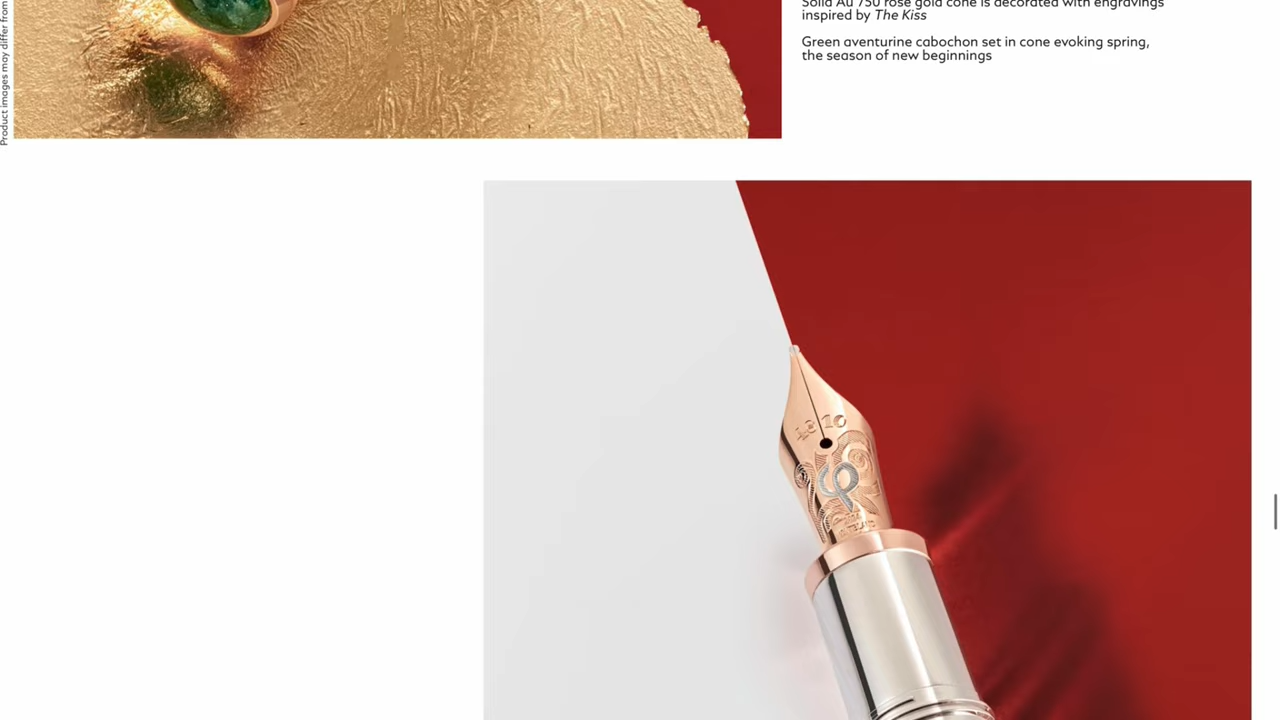 Product images may differ from
Solid Au 750 rose gold cone is decorated with engravings
inspired by The Kiss
Green aventurine cabochon set in cone evoking spring,
the season of new beginnings
4810